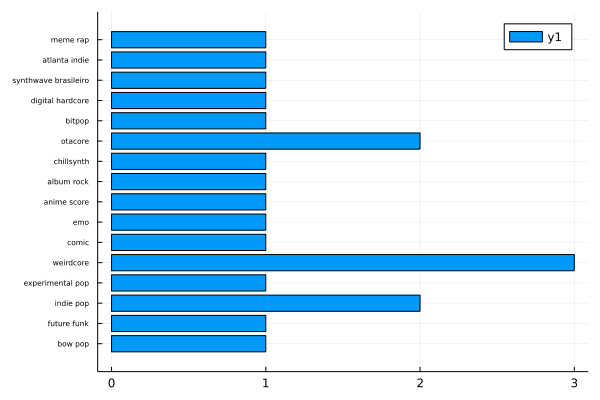 y1
meme rap
atlanta indie
synthwave brasileiro
digital hardcore
bitpop
otacore
chillsynth
album rock
anime score
emo
comic
weirdcore
experimental pop
indie pop
future funk
bow pop
0 1 2 3